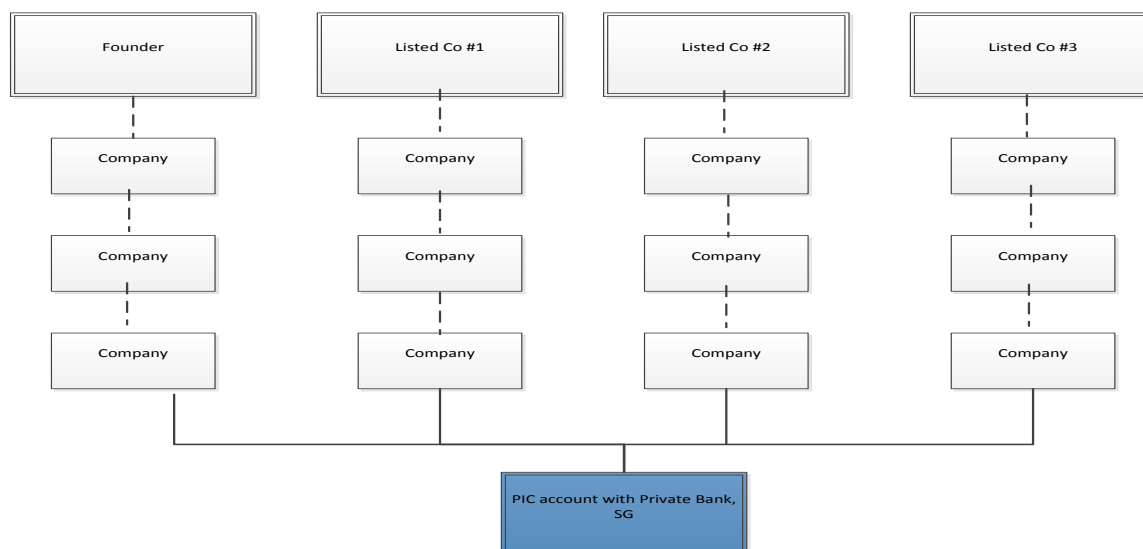 Founder
Listed Co #1
Listed Co #2
Listed Co #3
Company
Company
Company
Company
Company
Company
Company
Company
Company
Company
Company
Company
PIC account with Private Bank,
SG